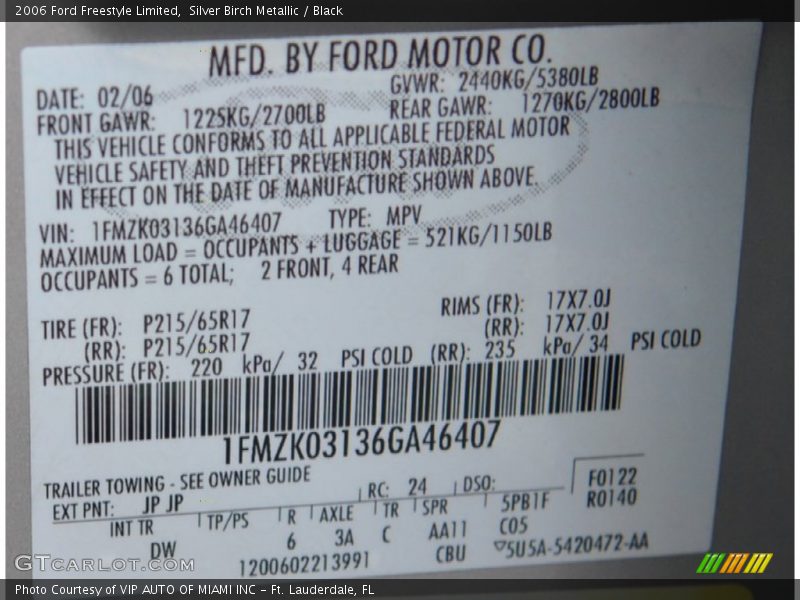 2006 Ford Freestyle Limited, Silver Birch Metallic / Black
MFD. BY FORD MOTOR CO.
DATE: 02/06 GVWR: 2440KG/5380LB
FRONT GAWR: 1225KG/2700LB REAR GAWR: 1270KG/2800LB
THIS VEHICLE CONFORMS TO ALL APPLICABLE FEDERAL MOTOR
VEHICLE SAFETY AND THEFT PREVENTION STANDARDS
IN EFFECT ON THE DATE OF MANUFACTURE SHOWN ABOVE.
VIN: 1FMZK03136GA46407 TYPE: MPV
MAXIMUM LOAD = OCCUPANTS + LUGGAGE = 521KG/1150LB
OCCUPANTS = 6 TOTAL; 2 FRONT, 4 REAR
TIRE (FR): P215/65R17 RIMS (FR): 17X7.0J
(RR): P215/65R17 (RR): 17X7.0J
PRESSURE (FR): 220 kPa/ 32 PSI COLD (RR): 235 kPa/ 34 PSI COLD
1FMZK03136GA46407
TRAILER TOWING - SEE OWNER GUIDE
EXT PNT: JP JP RC: 24 DSO: F0122
INT TR TP/PS R AXLE TR SPR 5PB1F R0140
DW 6 3A C AA11 C05
1200602213991 CBU 5U5A-5420472-AA
GTCarLot.com
Photo Courtesy of VIP AUTO OF MIAMI INC - Ft. Lauderdale, FL